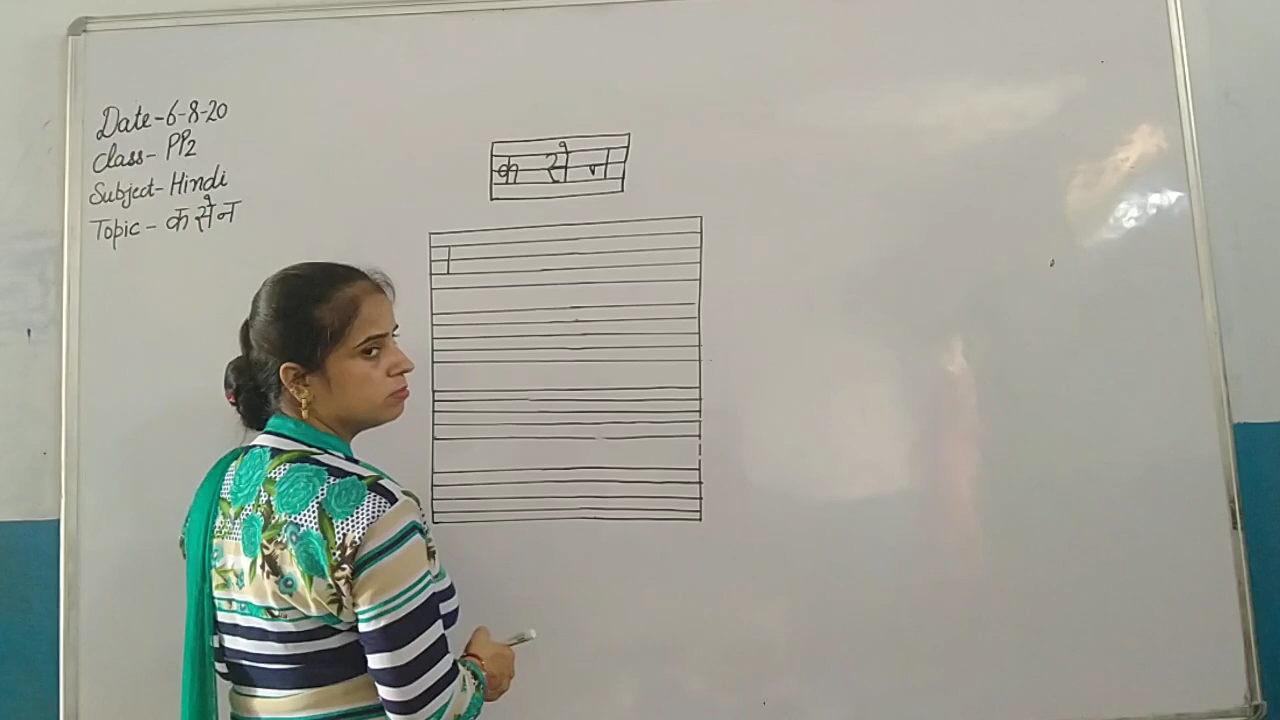 Date-6-8-20
Class- PP2
Subject- Hindi
Topic - क से न
क से न